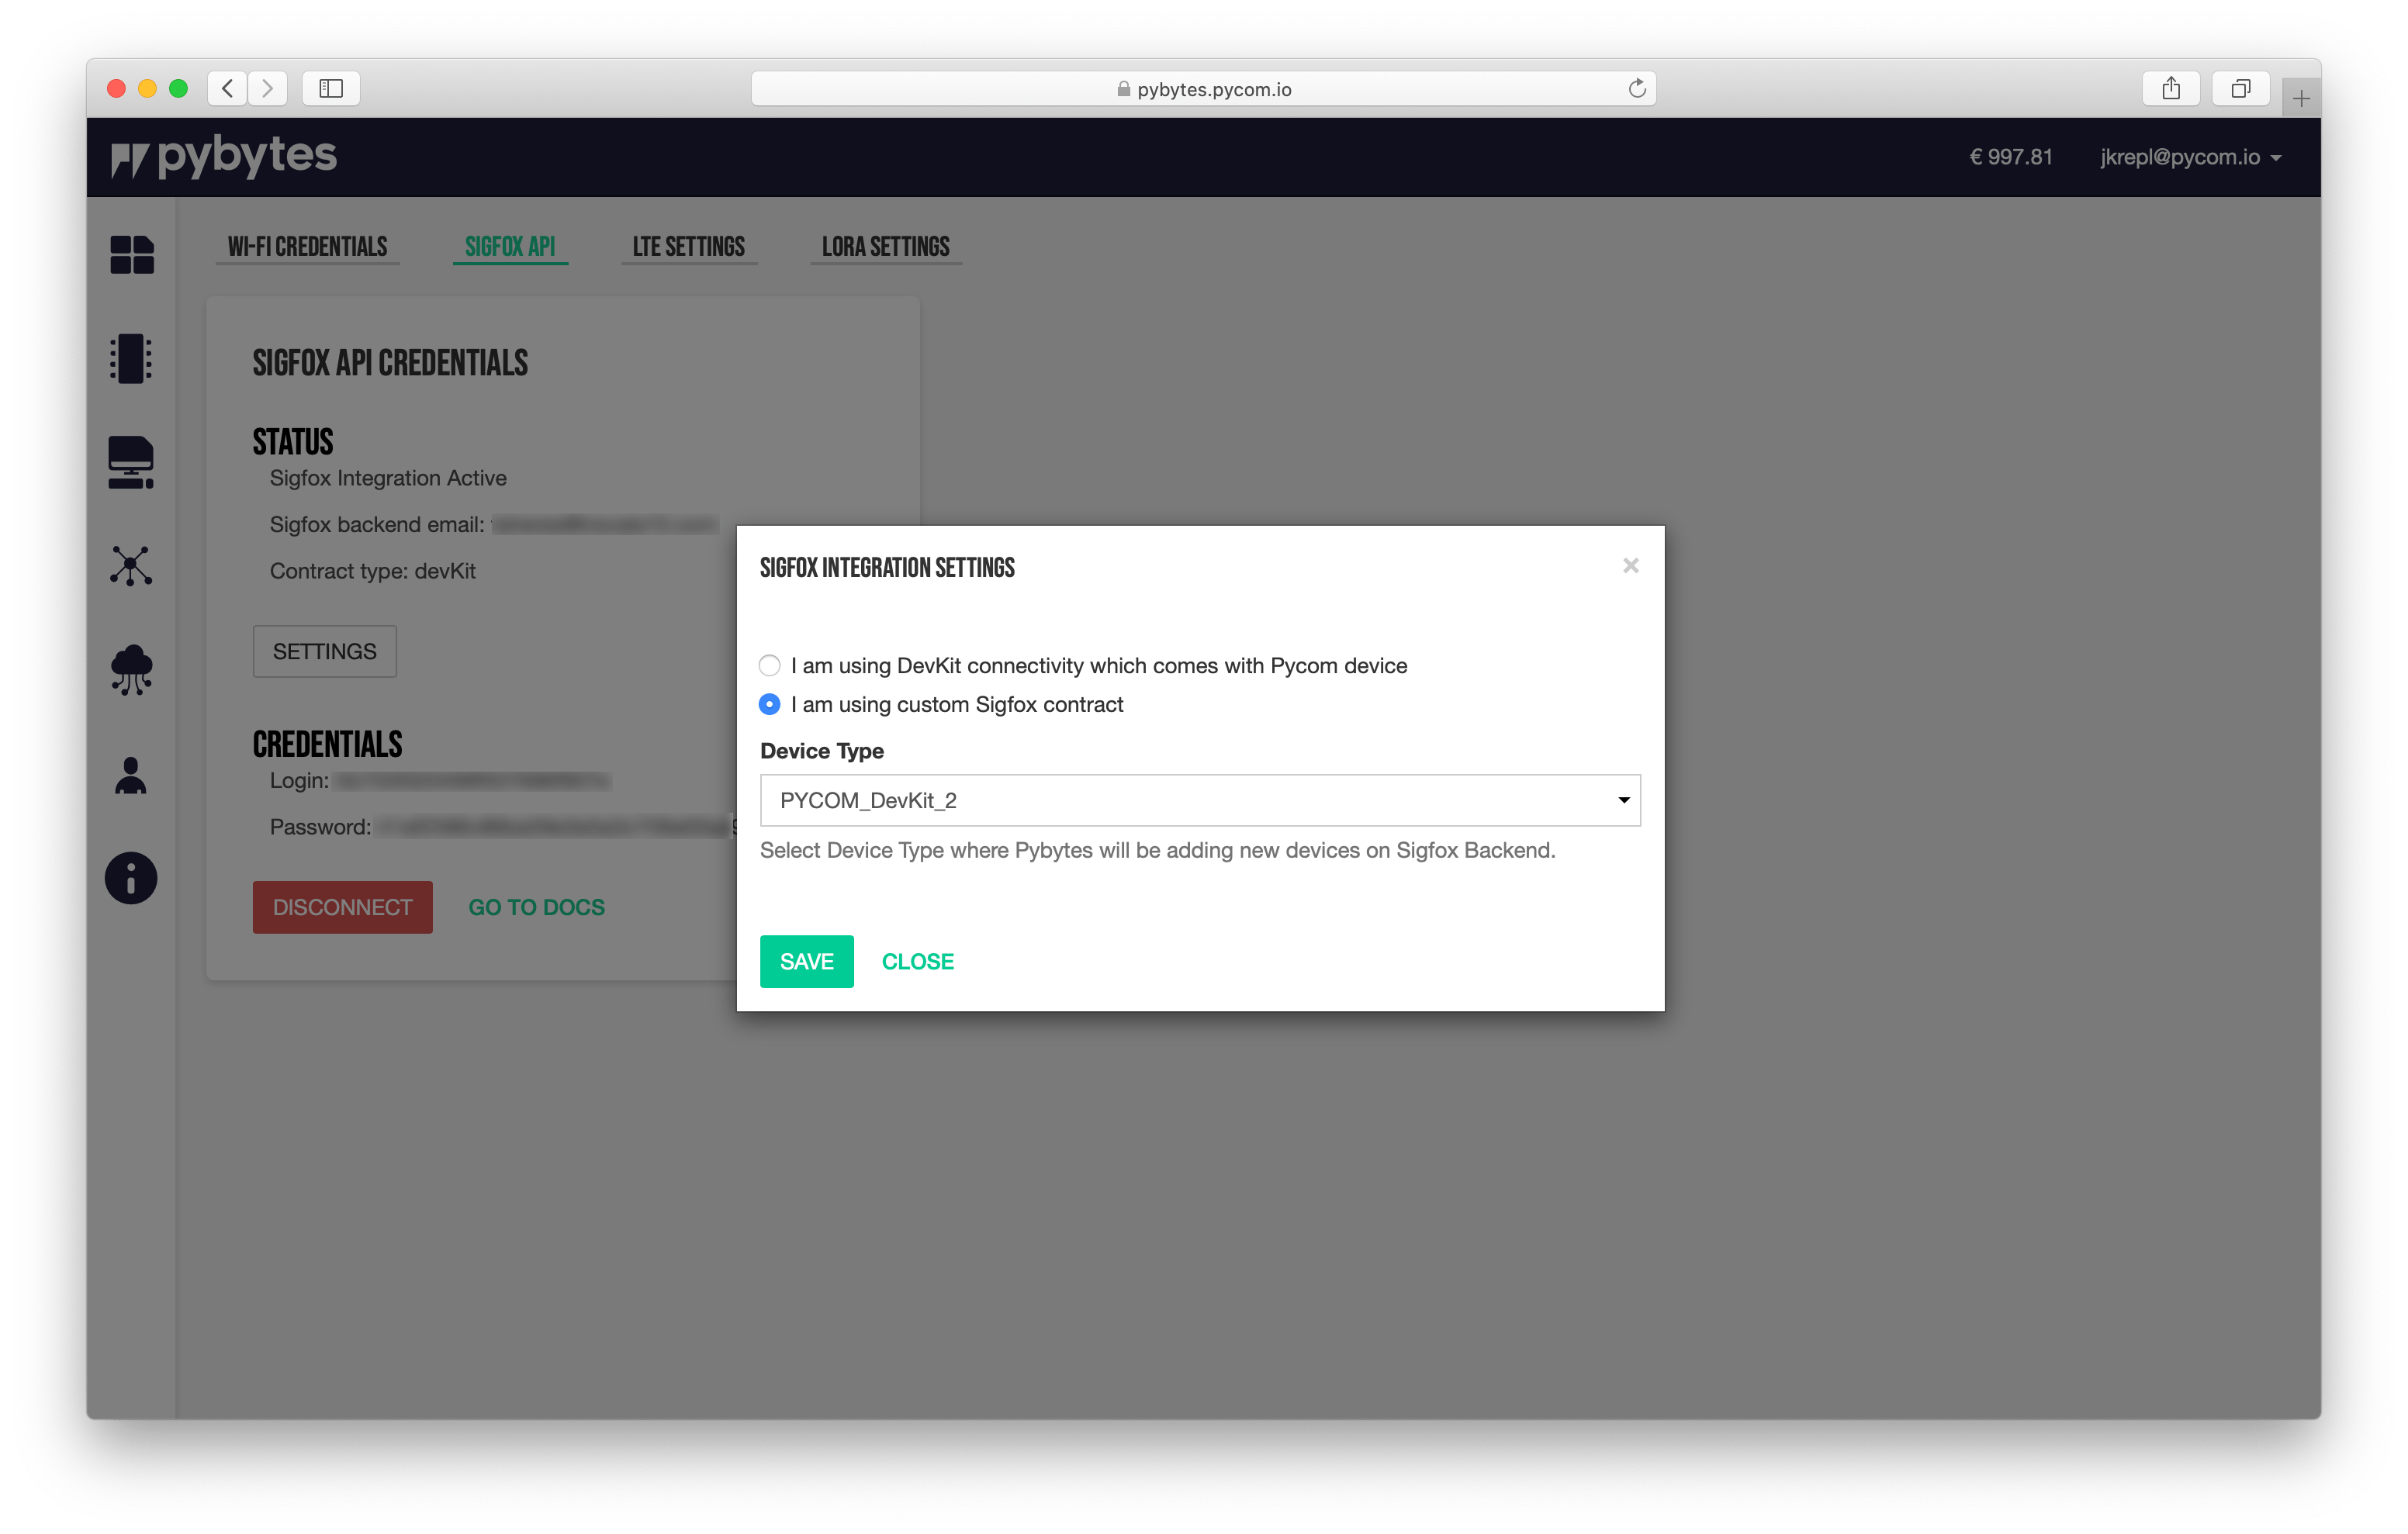 pybytes.pycom.io
pybytes
€ 997.81
jkrepl@pycom.io
WI-FI CREDENTIALS
SIGFOX API
LTE SETTINGS
LORA SETTINGS
SIGFOX API CREDENTIALS
STATUS
Sigfox Integration Active
Sigfox backend email:
Contract type: devKit
SETTINGS
CREDENTIALS
Login:
Password:
DISCONNECT
GO TO DOCS
SIGFOX INTEGRATION SETTINGS
I am using DevKit connectivity which comes with Pycom device
I am using custom Sigfox contract
Device Type
PYCOM_DevKit_2
Select Device Type where Pybytes will be adding new devices on Sigfox Backend.
SAVE
CLOSE